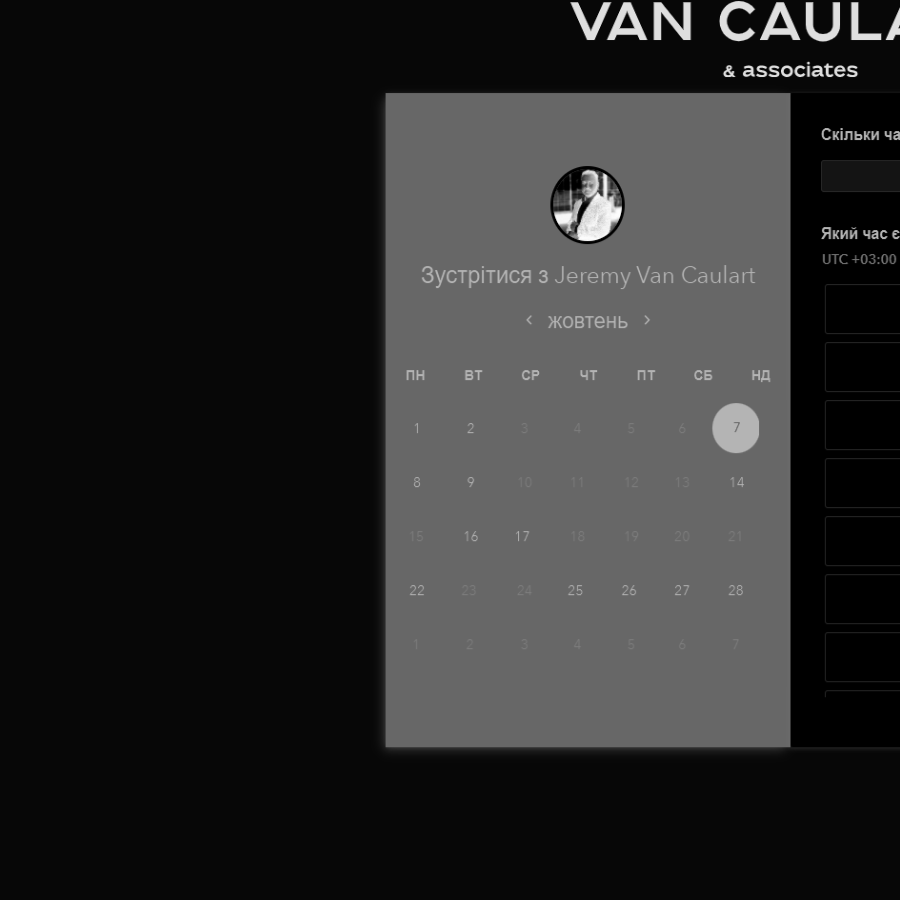 VAN CAULA
& associates
Зустрітися з Jeremy Van Caulart
жовтень
ПН ВТ СР ЧТ ПТ СБ НД
1 2 3 4 5 6 7
8 9 10 11 12 13 14
15 16 17 18 19 20 21
22 23 24 25 26 27 28
1 2 3 4 5 6 7
Скільки ча
Який час є
UTC +03:00